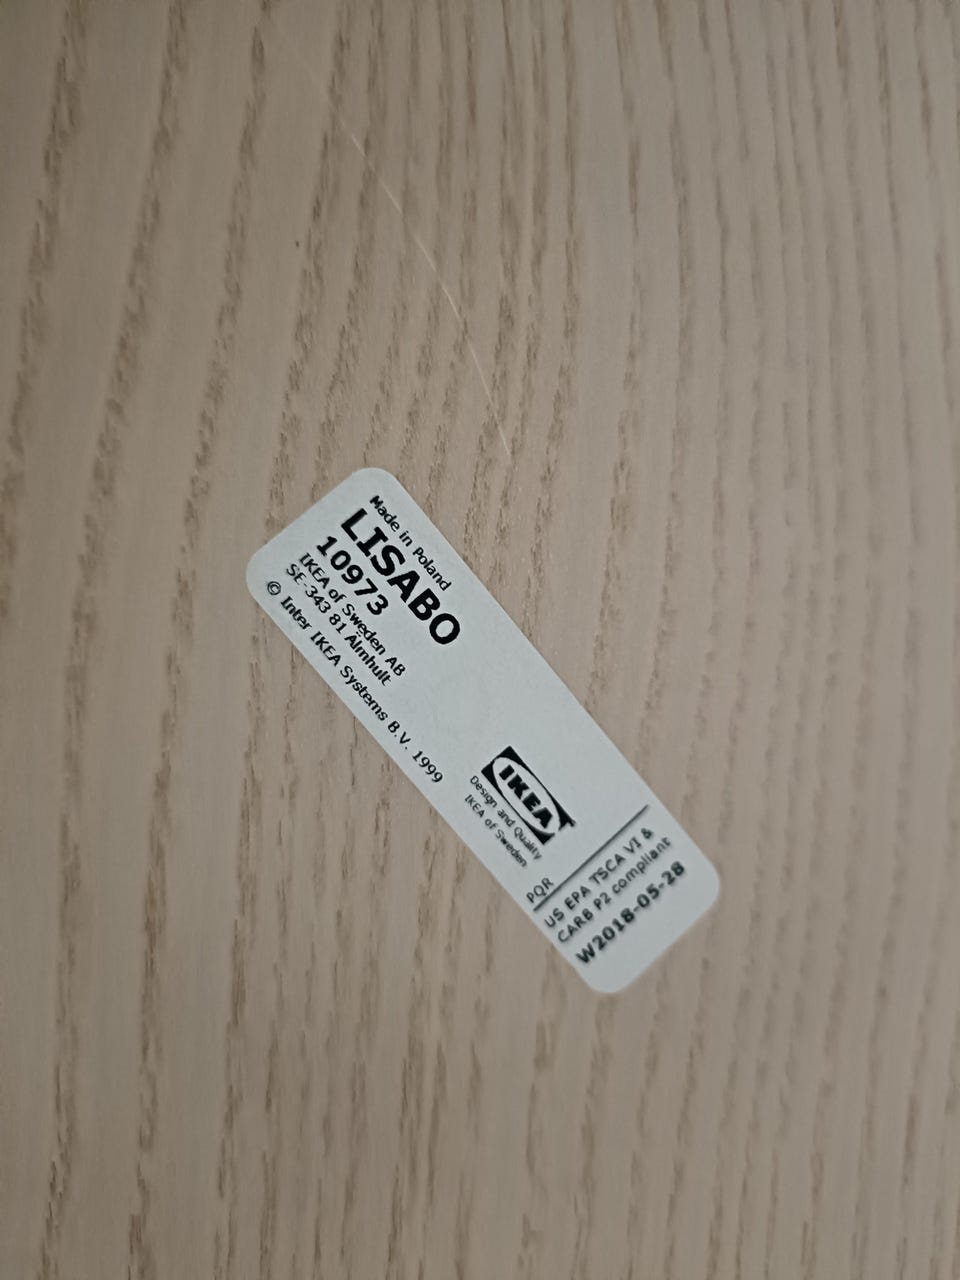 Made in Poland
LISABO
10973
IKEA of Sweden AB
SE-343 81 Älmhult
© Inter IKEA Systems B.V. 1999
IKEA
Design and Quality
IKEA of Sweden
PQR
US EPA TSCA VI &
CARB P2 compliant
W2018-05-28